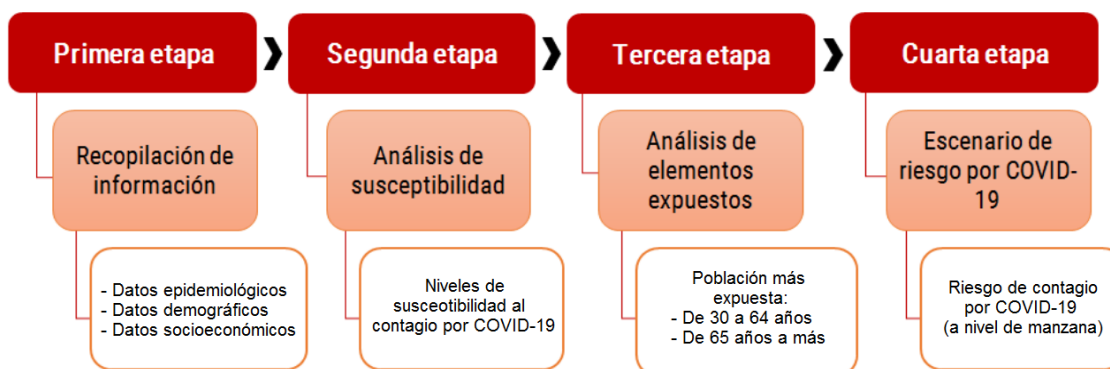 Primera etapa
Segunda etapa
Tercera etapa
Cuarta etapa
Recopilación de
información
Análisis de
susceptibilidad
Análisis de
elementos
expuestos
Escenario de
riesgo por COVID-
19
- Datos epidemiológicos
- Datos demográficos
- Datos socioeconómicos
Niveles de
susceotibilidad al
contagio por COVID-19
Población más
expuesta:
- De 30 a 64 años
- De 65 años a más
Riesgo de contagio
por COVID-19
(a nivel de manzana)